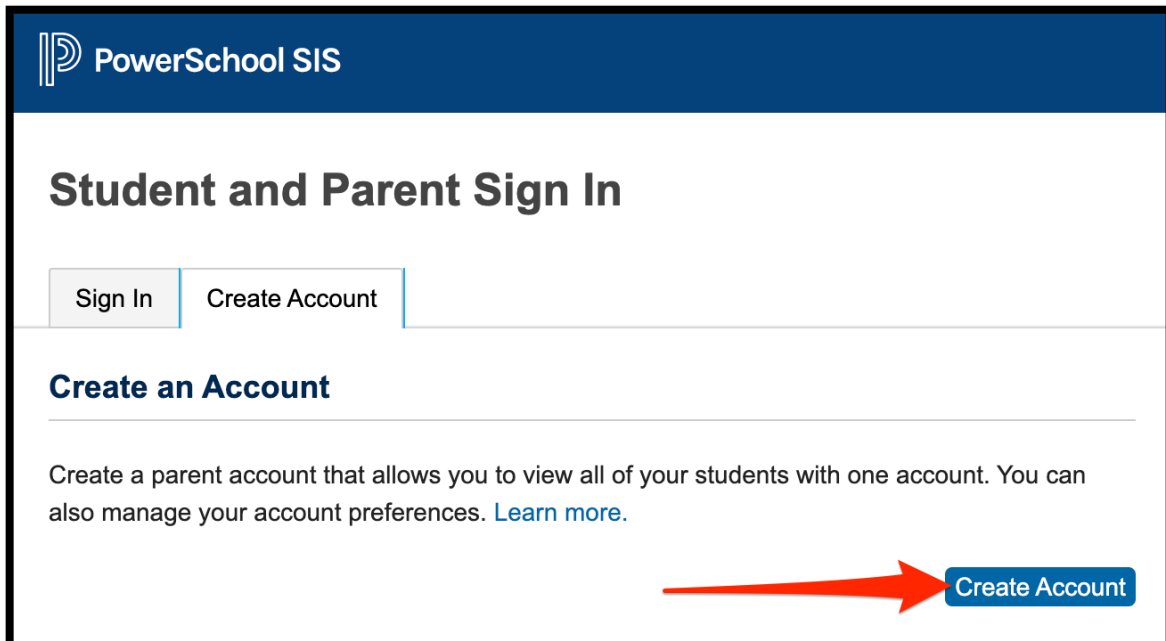 PowerSchool SIS
Student and Parent Sign In
Sign In
Create Account
Create an Account
Create a parent account that allows you to view all of your students with one account. You can
also manage your account preferences. Learn more.
Create Account